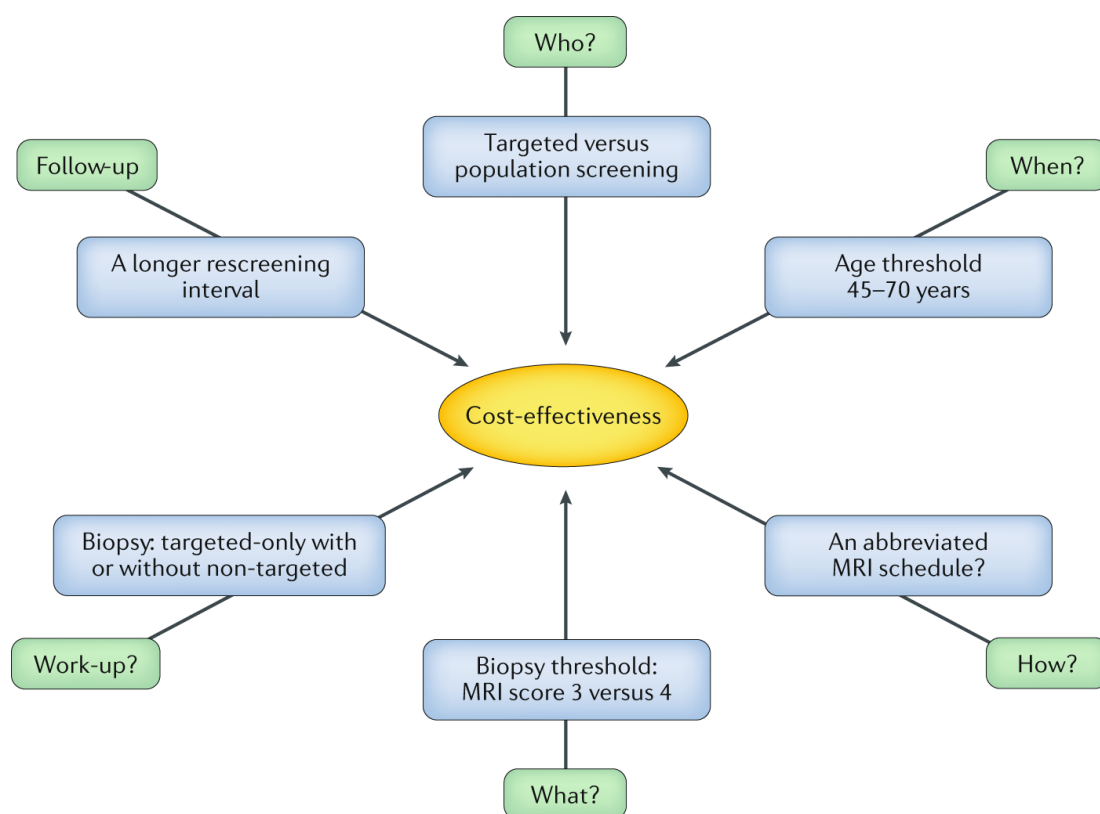 Who?
Targeted versus
population screening
Follow-up
A longer rescreening
interval
When?
Age threshold
45–70 years
Cost-effectiveness
Biopsy: targeted-only with
or without non-targeted
Work-up?
An abbreviated
MRI schedule?
How?
Biopsy threshold:
MRI score 3 versus 4
What?